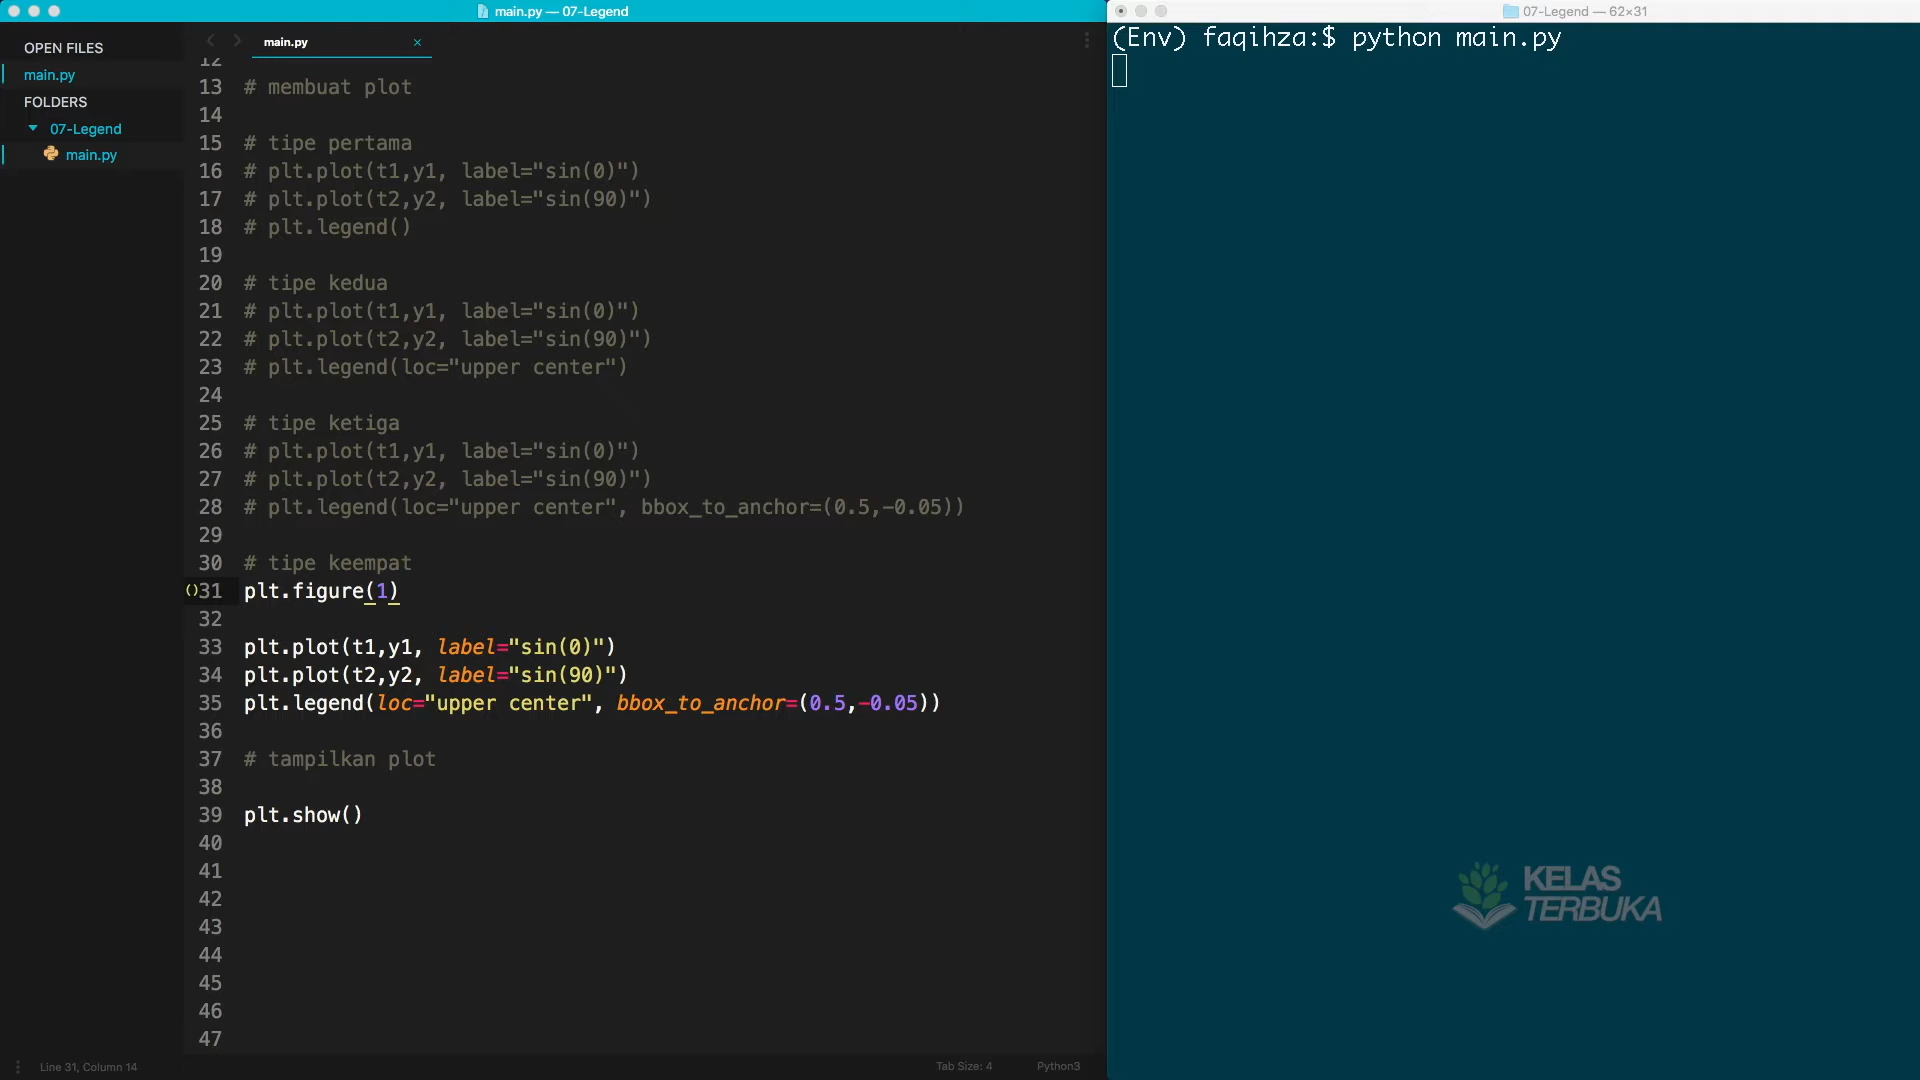 main.py — 07-Legend
07-Legend — 62×31
OPEN FILES
main.py
FOLDERS
07-Legend
main.py
main.py ×
12
13 # membuat plot
14
15 # tipe pertama
16 # plt.plot(t1,y1, label="sin(0)")
17 # plt.plot(t2,y2, label="sin(90)")
18 # plt.legend()
19
20 # tipe kedua
21 # plt.plot(t1,y1, label="sin(0)")
22 # plt.plot(t2,y2, label="sin(90)")
23 # plt.legend(loc="upper center")
24
25 # tipe ketiga
26 # plt.plot(t1,y1, label="sin(0)")
27 # plt.plot(t2,y2, label="sin(90)")
28 # plt.legend(loc="upper center", bbox_to_anchor=(0.5,-0.05))
29
30 # tipe keempat
()31 plt.figure(1)
32
33 plt.plot(t1,y1, label="sin(0)")
34 plt.plot(t2,y2, label="sin(90)")
35 plt.legend(loc="upper center", bbox_to_anchor=(0.5,-0.05))
36
37 # tampilkan plot
38
39 plt.show()
40
41
42
43
44
45
46
47
Line 31, Column 14
Tab Size: 4
Python3
(Env) faqihza:$ python main.py
KELAS
TERBUKA